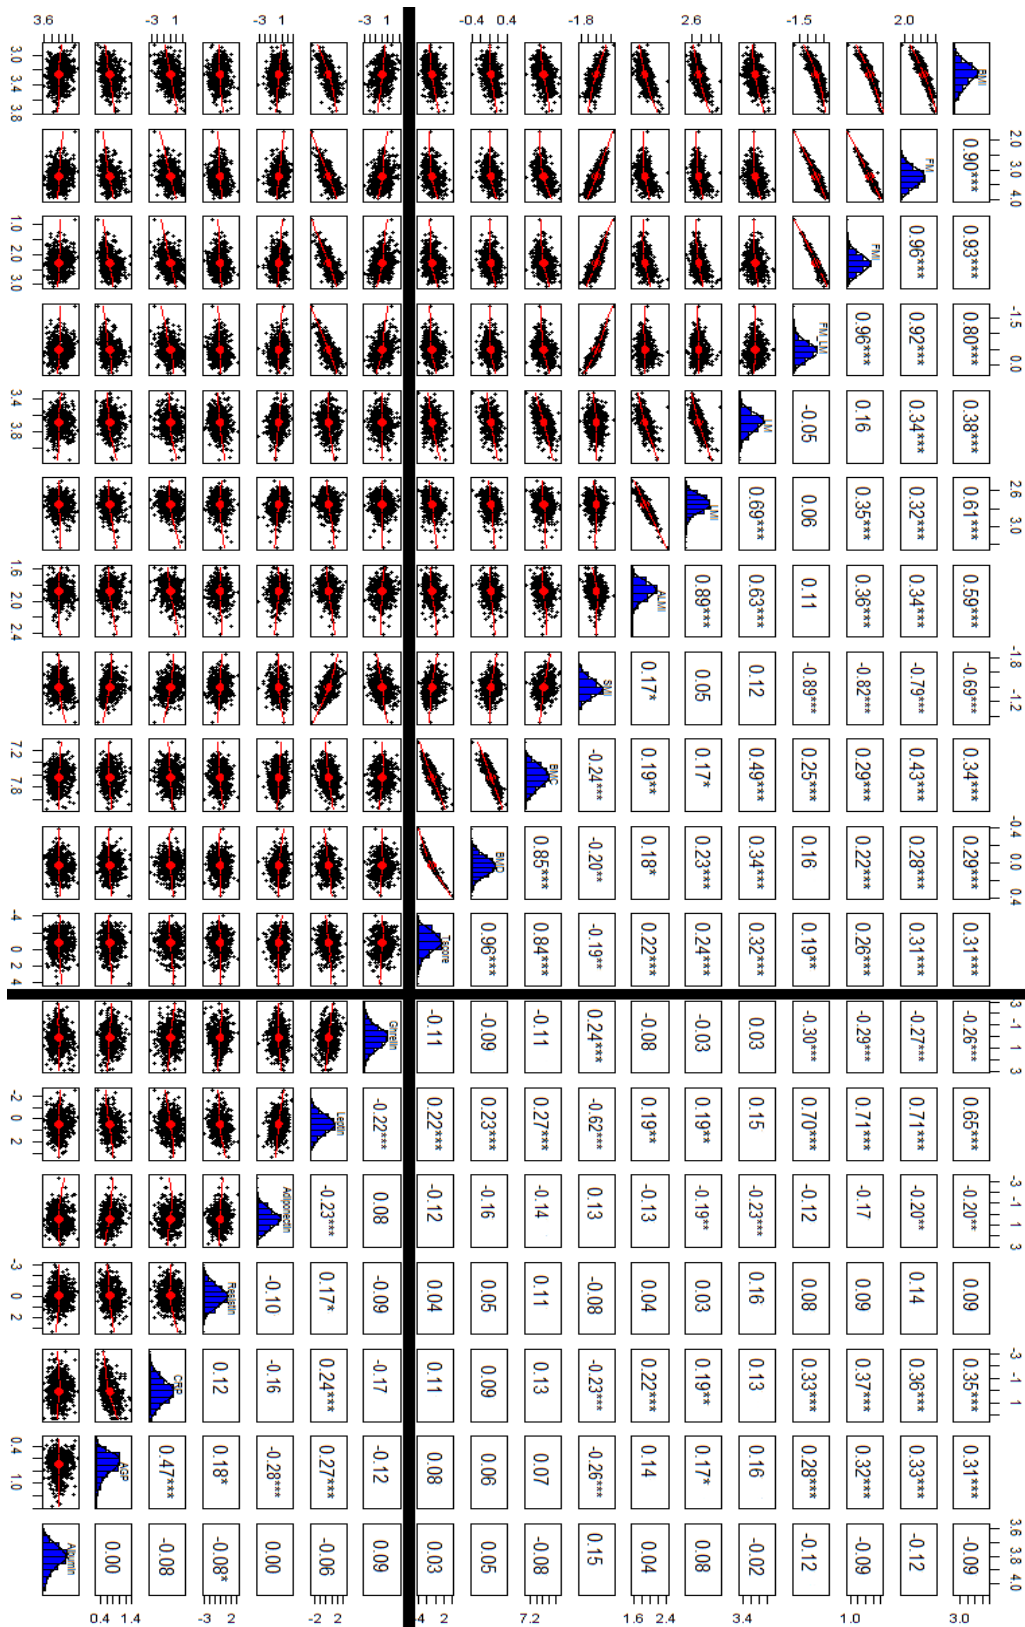 2.0 3.0 4.0 -1.5 0.0 2.6 3.0 -1.8 -1.2 -0.4 0.0 0.4 3 -1 1 3 -3 -1 1 3 -3 -1 1 3.6 3.8 4.0
BMI 0.90*** 0.93*** 0.80*** 0.38*** 0.61*** 0.59*** -0.69*** 0.34*** 0.29*** 0.31*** -0.26*** 0.65*** -0.20** 0.09 0.35*** 0.31*** -0.09 3.0
2.0 FM 0.96*** 0.92*** 0.34*** 0.32*** 0.34*** -0.79*** 0.43*** 0.28*** 0.31*** -0.27*** 0.71*** -0.20** 0.14 0.36*** 0.33*** -0.12
FMI 0.96*** 0.16 0.35*** 0.36*** -0.82*** 0.29*** 0.22*** 0.26*** -0.29*** 0.71*** -0.17 0.09 0.37*** 0.32*** -0.08 1.0
-1.5 FM LM -0.05 0.06 0.11 -0.89*** 0.25*** 0.16 0.19** -0.30*** 0.70*** -0.12 0.08 0.33*** 0.28*** -0.12
LM 0.69*** 0.63*** 0.12 0.49*** 0.34*** 0.32*** 0.03 0.15 -0.23*** 0.16 0.13 0.16 -0.02 3.4
2.6 LMI 0.89*** 0.05 0.17* 0.23*** 0.24*** -0.03 0.19** -0.19** 0.03 0.19** 0.17* 0.08
ALMI 0.17* 0.19** 0.18* 0.22*** -0.08 0.19** -0.13 0.04 0.22*** 0.14 0.04 1.6 2.4
-1.8 SMI -0.24*** -0.20** -0.19** 0.24*** -0.62*** 0.13 -0.08 -0.23*** -0.26*** 0.15
BMC 0.85*** 0.84*** -0.11 0.27*** -0.14 0.11 0.13 0.07 -0.08 7.2
-0.4 0.4 BMD 0.96*** -0.09 0.23*** -0.16 0.05 0.09 0.06 0.05
Tscore -0.11 0.22*** -0.12 0.04 0.11 0.08 0.03 -4 2
-3 1 Ghrelin -0.22*** 0.08 -0.09 -0.17 -0.12 0.09
Leptin -0.23*** 0.17* 0.24*** 0.27*** -0.06 -2 2
Adiponectin -0.10 -0.16 -0.28*** 0.00
Resistin 0.12 0.18* -0.08* -3 2
-3 1 CRP 0.47*** -0.08
AGP 0.00 0.4 1.4
3.6 Albumin
3.0 3.4 3.8 1.0 2.0 3.0 3.4 3.8 1.6 2.0 2.4 7.2 7.8 -4 0 2 4 -2 0 2 -3 0 2 0.4 1.0